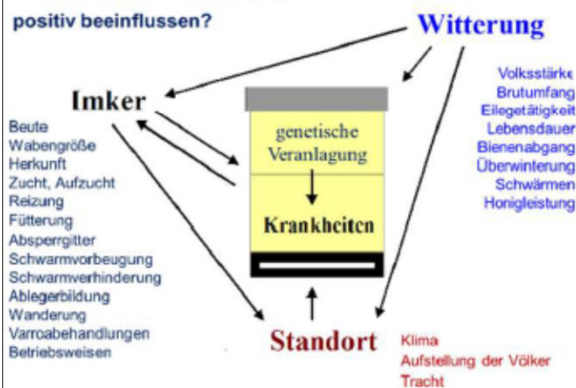 positiv beeinflussen?
Witterung
Volksstärke
Brutumfang
Eilegetätigkeit
Lebensdauer
Bienenabgang
Überwinterung
Schwärmen
Honigleistung
Imker
Beute
Wabengröße
Herkunft
Zucht, Aufzucht
Reizung
Fütterung
Absperrgitter
Schwarmvorbeugung
Schwarmverhinderung
Ablegerbildung
Wanderung
Varroabehandlungen
Betriebsweisen
genetische
Veranlagung
Krankheiten
Standort
Klima
Aufstellung der Völker
Tracht